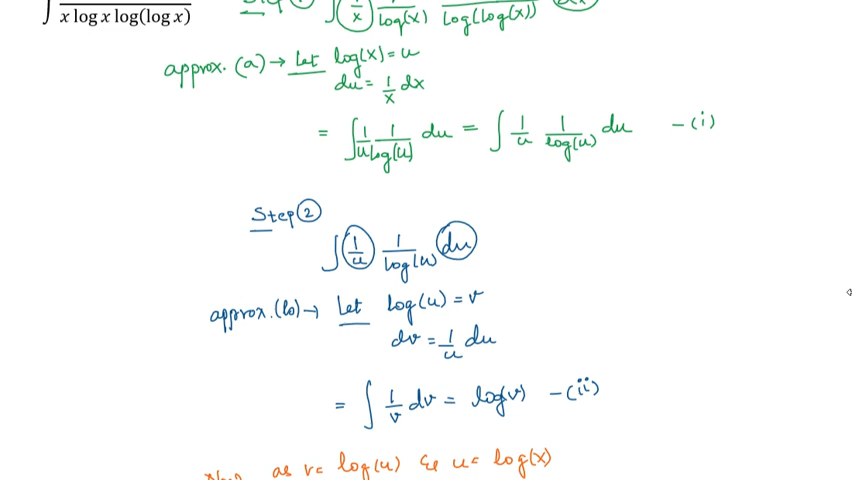 ∫ 1/(x log x log(log x)) Step ① ∫ (1/x) 1/log(x) 1/log(log(x)) dx
approx. (a) → Let log(x) = u
du = 1/x dx
= ∫ 1/u 1/log(u) du = ∫ 1/u 1/log(u) du — (i)
Step ②
∫ (1/u) 1/log(u) du
approx. (b) → Let log(u) = v
dv = 1/u du
= ∫ 1/v dv = log(v) — (ii)
as v = log(u) & u = log(x)